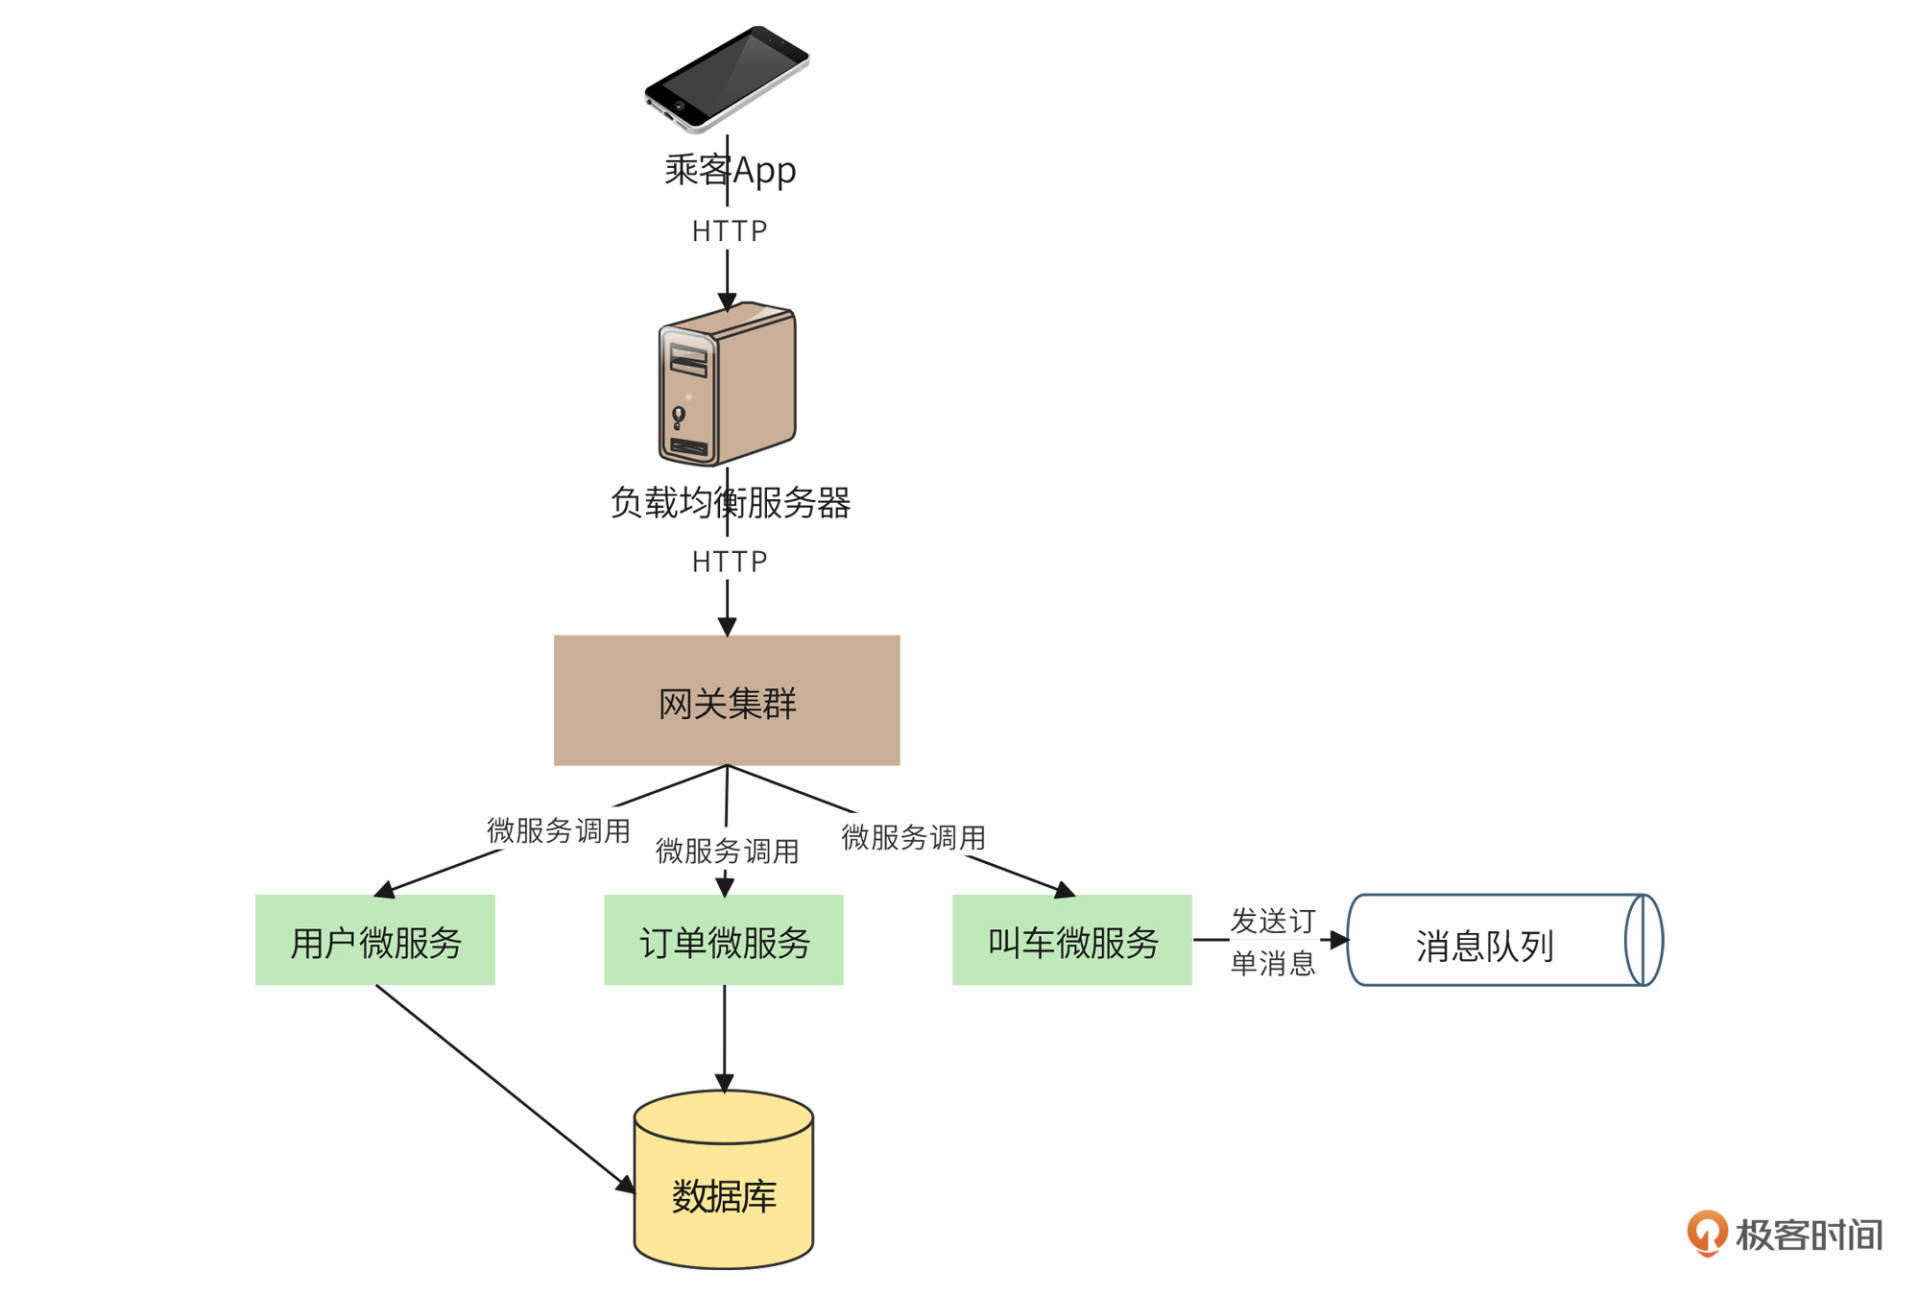 乘客App
HTTP
负载均衡服务器
HTTP
网关集群
微服务调用
微服务调用
微服务调用
用户微服务
订单微服务
叫车微服务
发送订
单消息
消息队列
数据库
极客时间